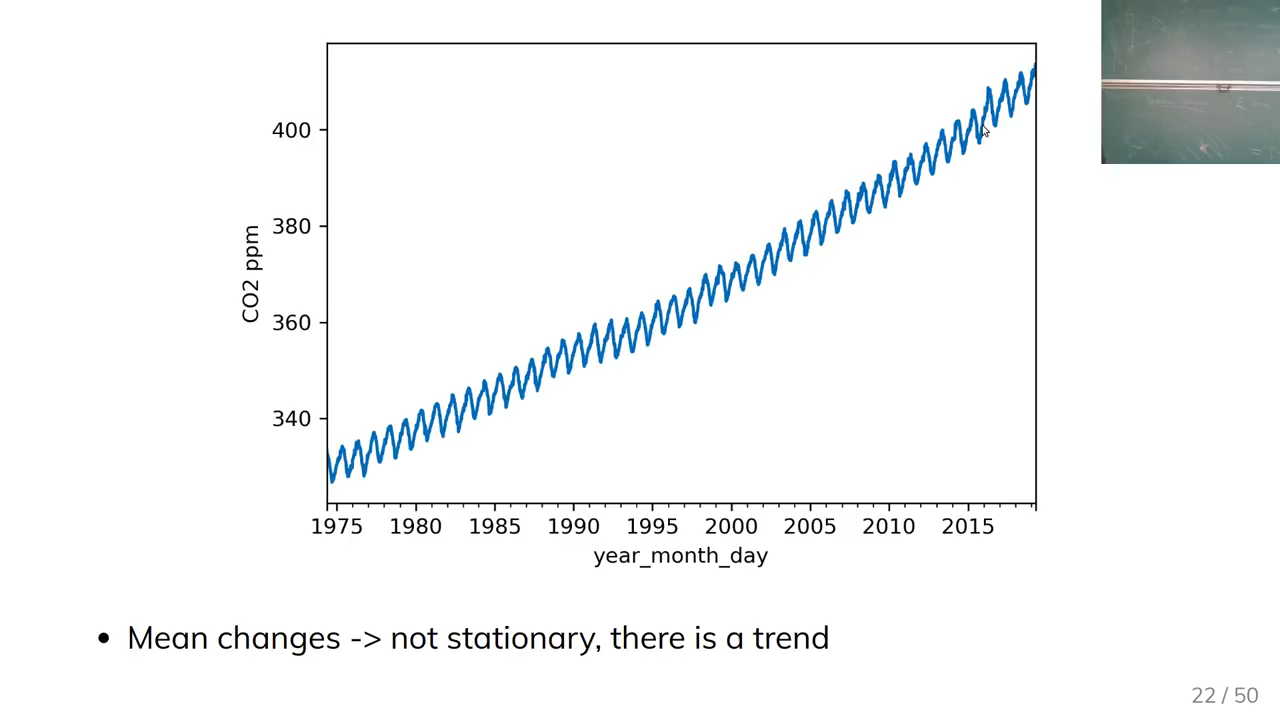 400
380
360
340
CO2 ppm
1975 1980 1985 1990 1995 2000 2005 2010 2015
year_month_day
Mean changes -> not stationary, there is a trend
22 / 50